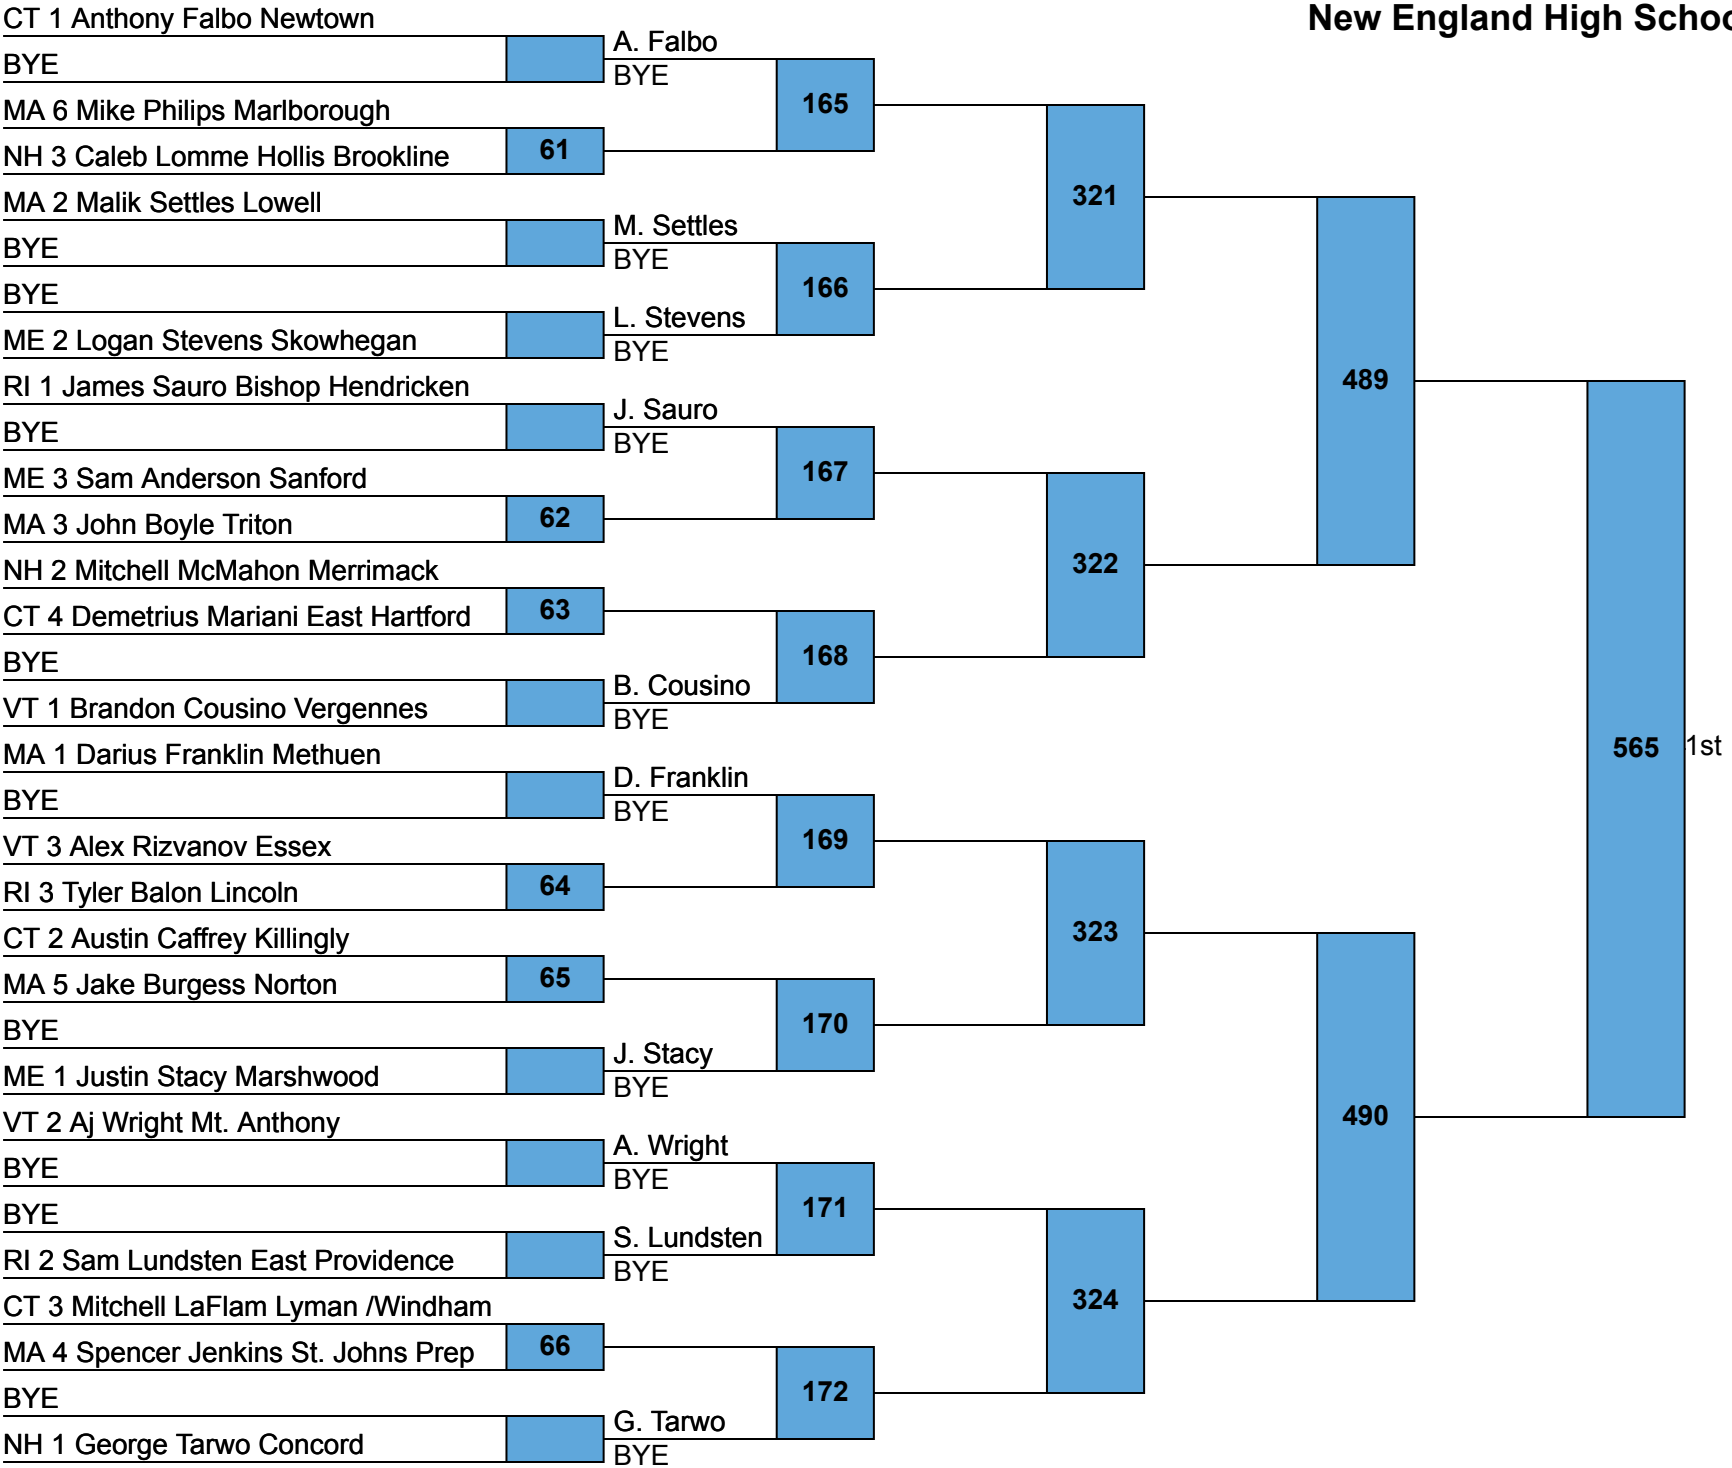 New England High Schoo
CT 1 Anthony Falbo Newtown
BYE
A. Falbo
BYE
165
MA 6 Mike Philips Marlborough
61
NH 3 Caleb Lomme Hollis Brookline
321
MA 2 Malik Settles Lowell
BYE
M. Settles
BYE
166
BYE
ME 2 Logan Stevens Skowhegan
L. Stevens
BYE
489
RI 1 James Sauro Bishop Hendricken
BYE
J. Sauro
BYE
167
ME 3 Sam Anderson Sanford
62
MA 3 John Boyle Triton
322
NH 2 Mitchell McMahon Merrimack
63
CT 4 Demetrius Mariani East Hartford
168
BYE
VT 1 Brandon Cousino Vergennes
B. Cousino
BYE
565
1st
MA 1 Darius Franklin Methuen
BYE
D. Franklin
BYE
169
VT 3 Alex Rizvanov Essex
64
RI 3 Tyler Balon Lincoln
323
CT 2 Austin Caffrey Killingly
65
MA 5 Jake Burgess Norton
170
BYE
ME 1 Justin Stacy Marshwood
J. Stacy
BYE
490
VT 2 Aj Wright Mt. Anthony
BYE
A. Wright
BYE
171
BYE
RI 2 Sam Lundsten East Providence
S. Lundsten
BYE
324
CT 3 Mitchell LaFlam Lyman /Windham
66
MA 4 Spencer Jenkins St. Johns Prep
172
BYE
NH 1 George Tarwo Concord
G. Tarwo
BYE